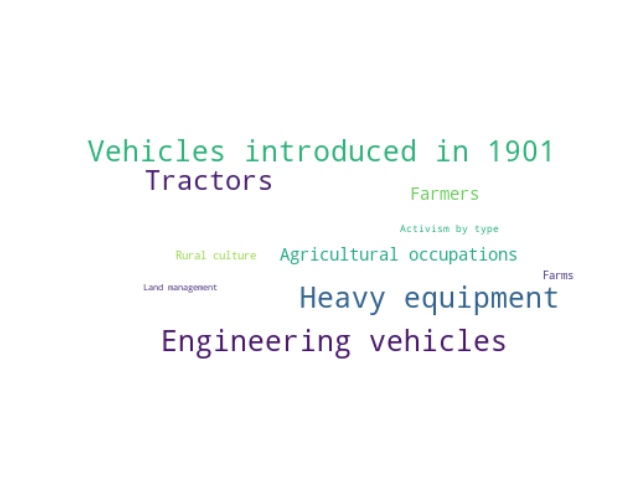 Vehicles introduced in 1901
Tractors
Farmers
Activism by type
Rural culture
Agricultural occupations
Farms
Land management
Heavy equipment
Engineering vehicles